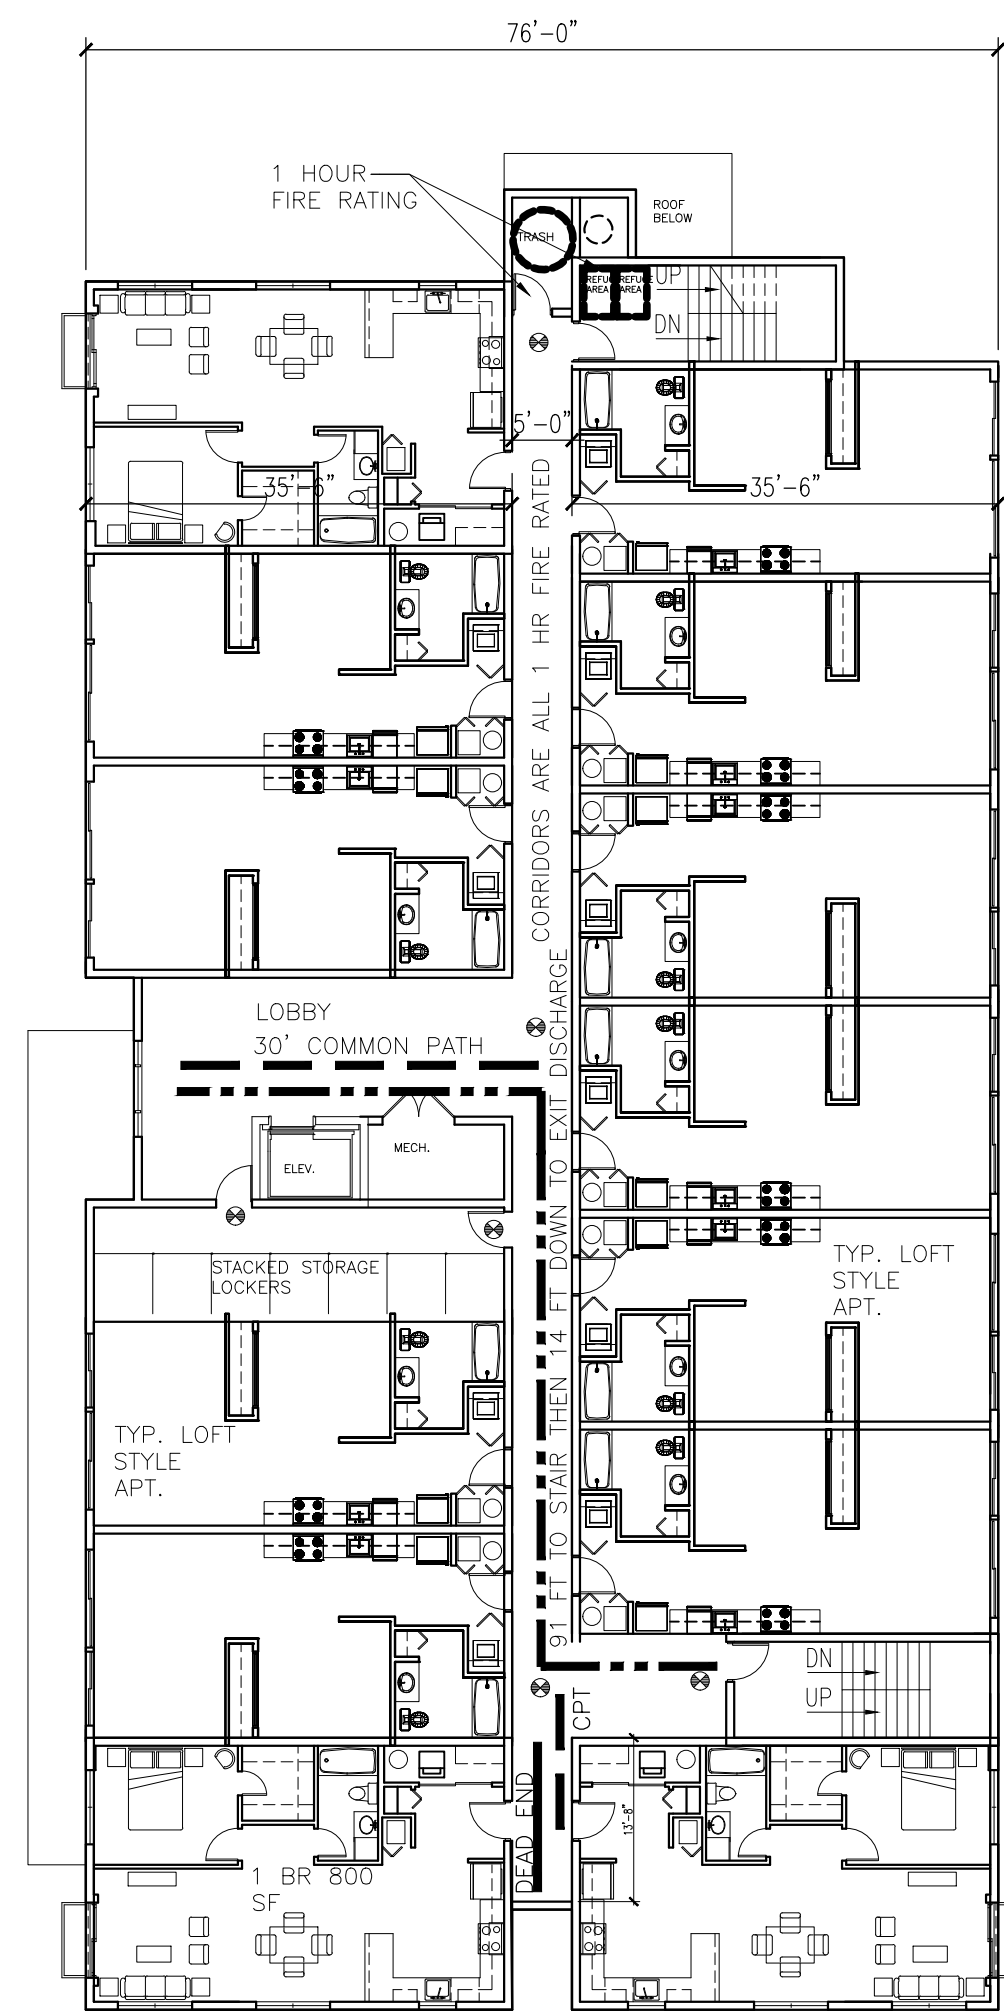 76'-0"
1 HOUR
FIRE RATING
ROOF
BELOW
TRASH
REFUGE
AREA
REFUGE
AREA
UP
DN
5'-0"
35'-6"
35'-6"
CORRIDORS ARE ALL 1 HR FIRE RATED
LOBBY
30' COMMON PATH
91 FT TO STAIR THEN 14 FT DOWN TO EXIT DISCHARGE
MECH.
ELEV.
STACKED STORAGE
LOCKERS
TYP. LOFT
STYLE
APT.
TYP. LOFT
STYLE
APT.
DN
UP
CPT
DEAD END
13'-8"
1 BR 800
SF